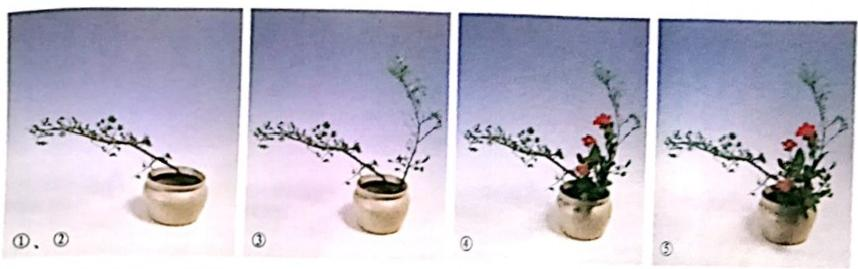 ①、②
③
④
⑤